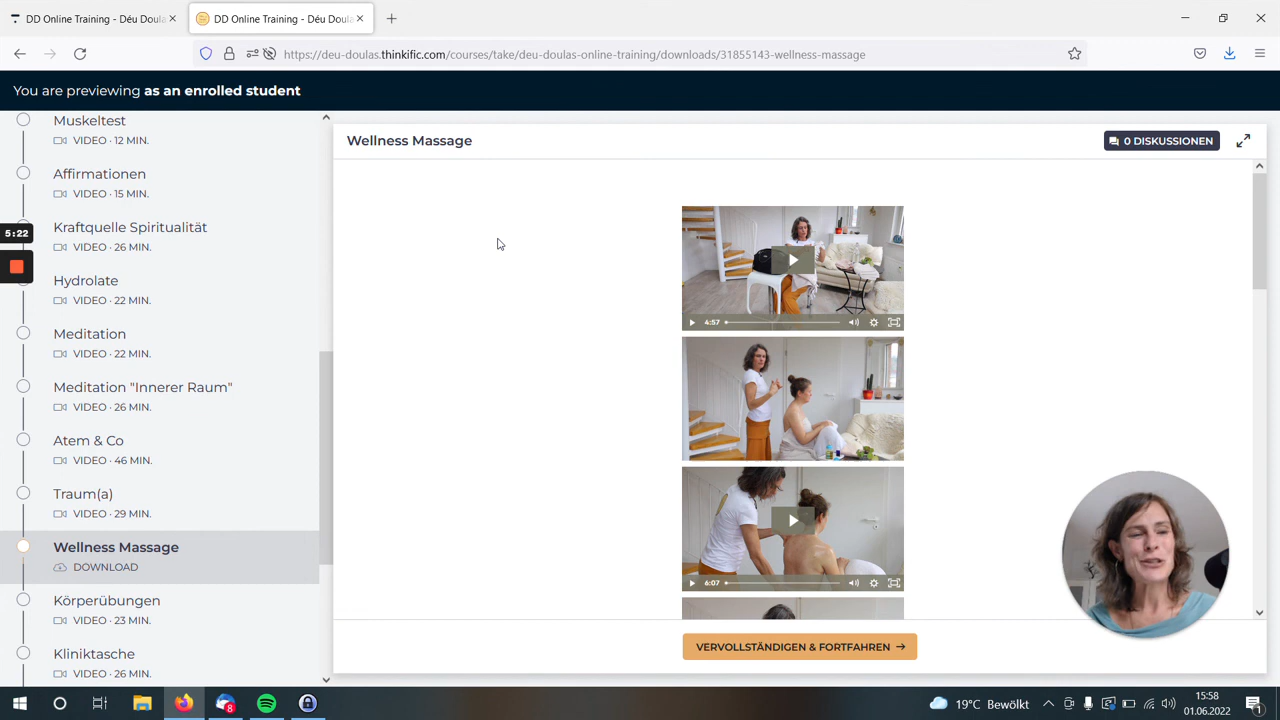 DD Online Training - Déu Doula
DD Online Training - Déu Doula
https://deu-doulas.thinkific.com/courses/take/deu-doulas-online-training/downloads/31855143-wellness-massage
You are previewing as an enrolled student
Muskeltest
VIDEO · 12 MIN.
Affirmationen
VIDEO · 15 MIN.
Kraftquelle Spiritualität
VIDEO · 26 MIN.
Hydrolate
VIDEO · 22 MIN.
Meditation
VIDEO · 22 MIN.
Meditation "Innerer Raum"
VIDEO · 26 MIN.
Atem & Co
VIDEO · 46 MIN.
Traum(a)
VIDEO · 29 MIN.
Wellness Massage
DOWNLOAD
Körperübungen
VIDEO · 23 MIN.
Kliniktasche
VIDEO · 26 MIN.
5:22
Wellness Massage
0 DISKUSSIONEN
4:57
6:07
VERVOLLSTÄNDIGEN & FORTFAHREN →
8
19°C Bewölkt
15:58
01.06.2022
1